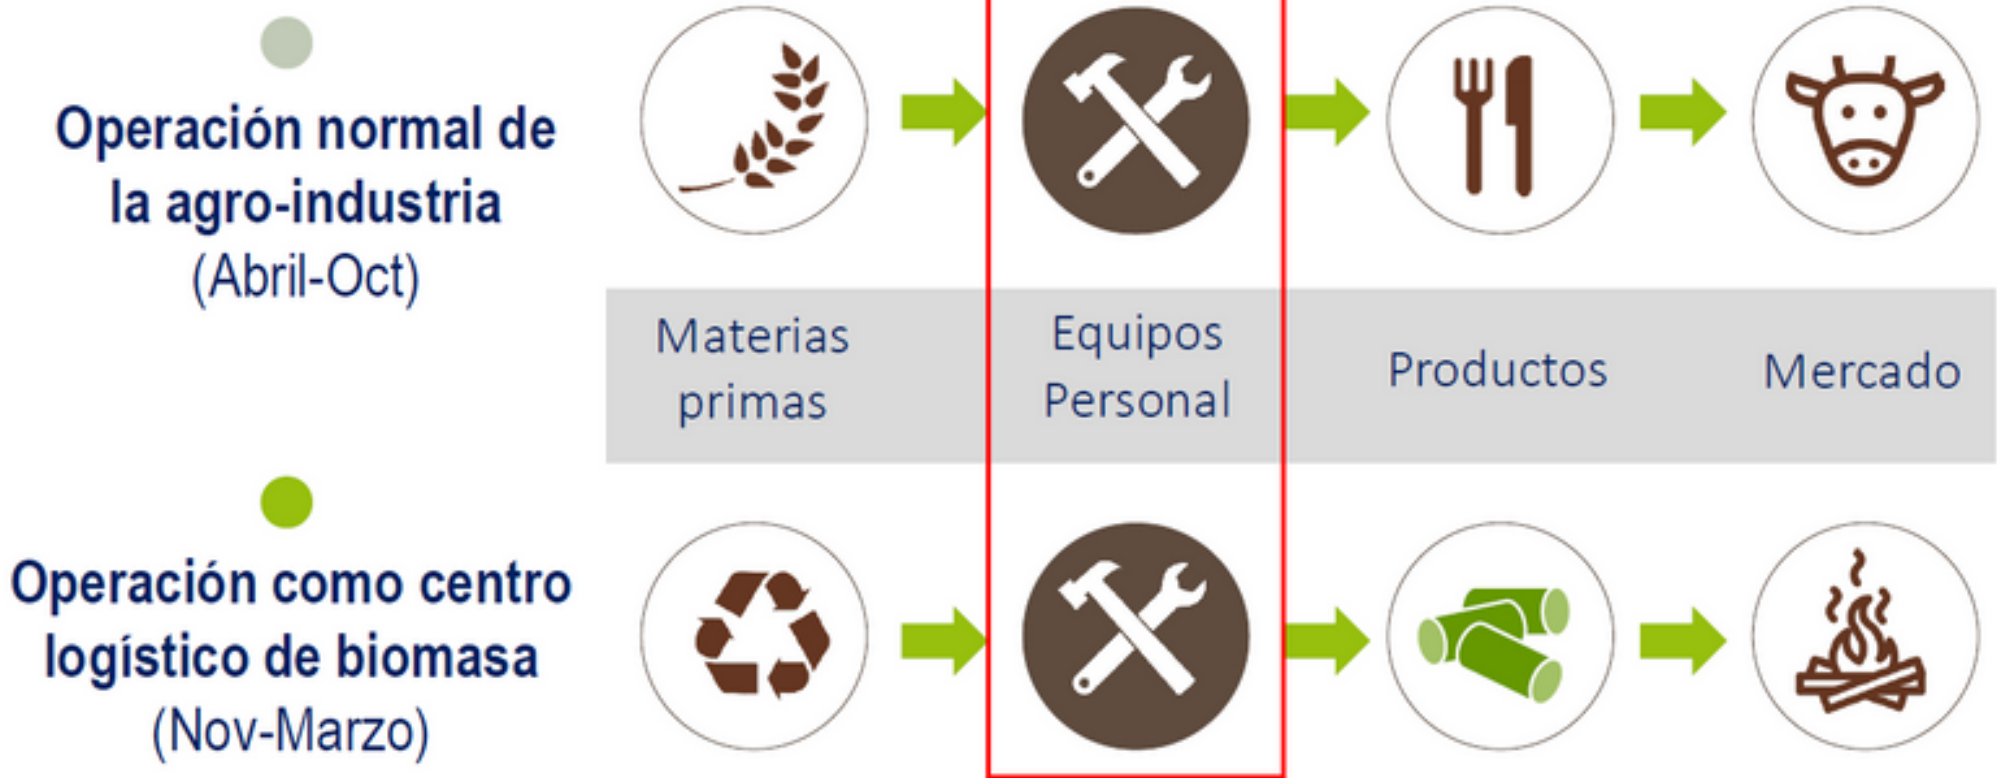 Operación normal de
la agro-industria
(Abril-Oct)
Materias
primas
Equipos
Personal
Productos
Mercado
Operación como centro
logístico de biomasa
(Nov-Marzo)